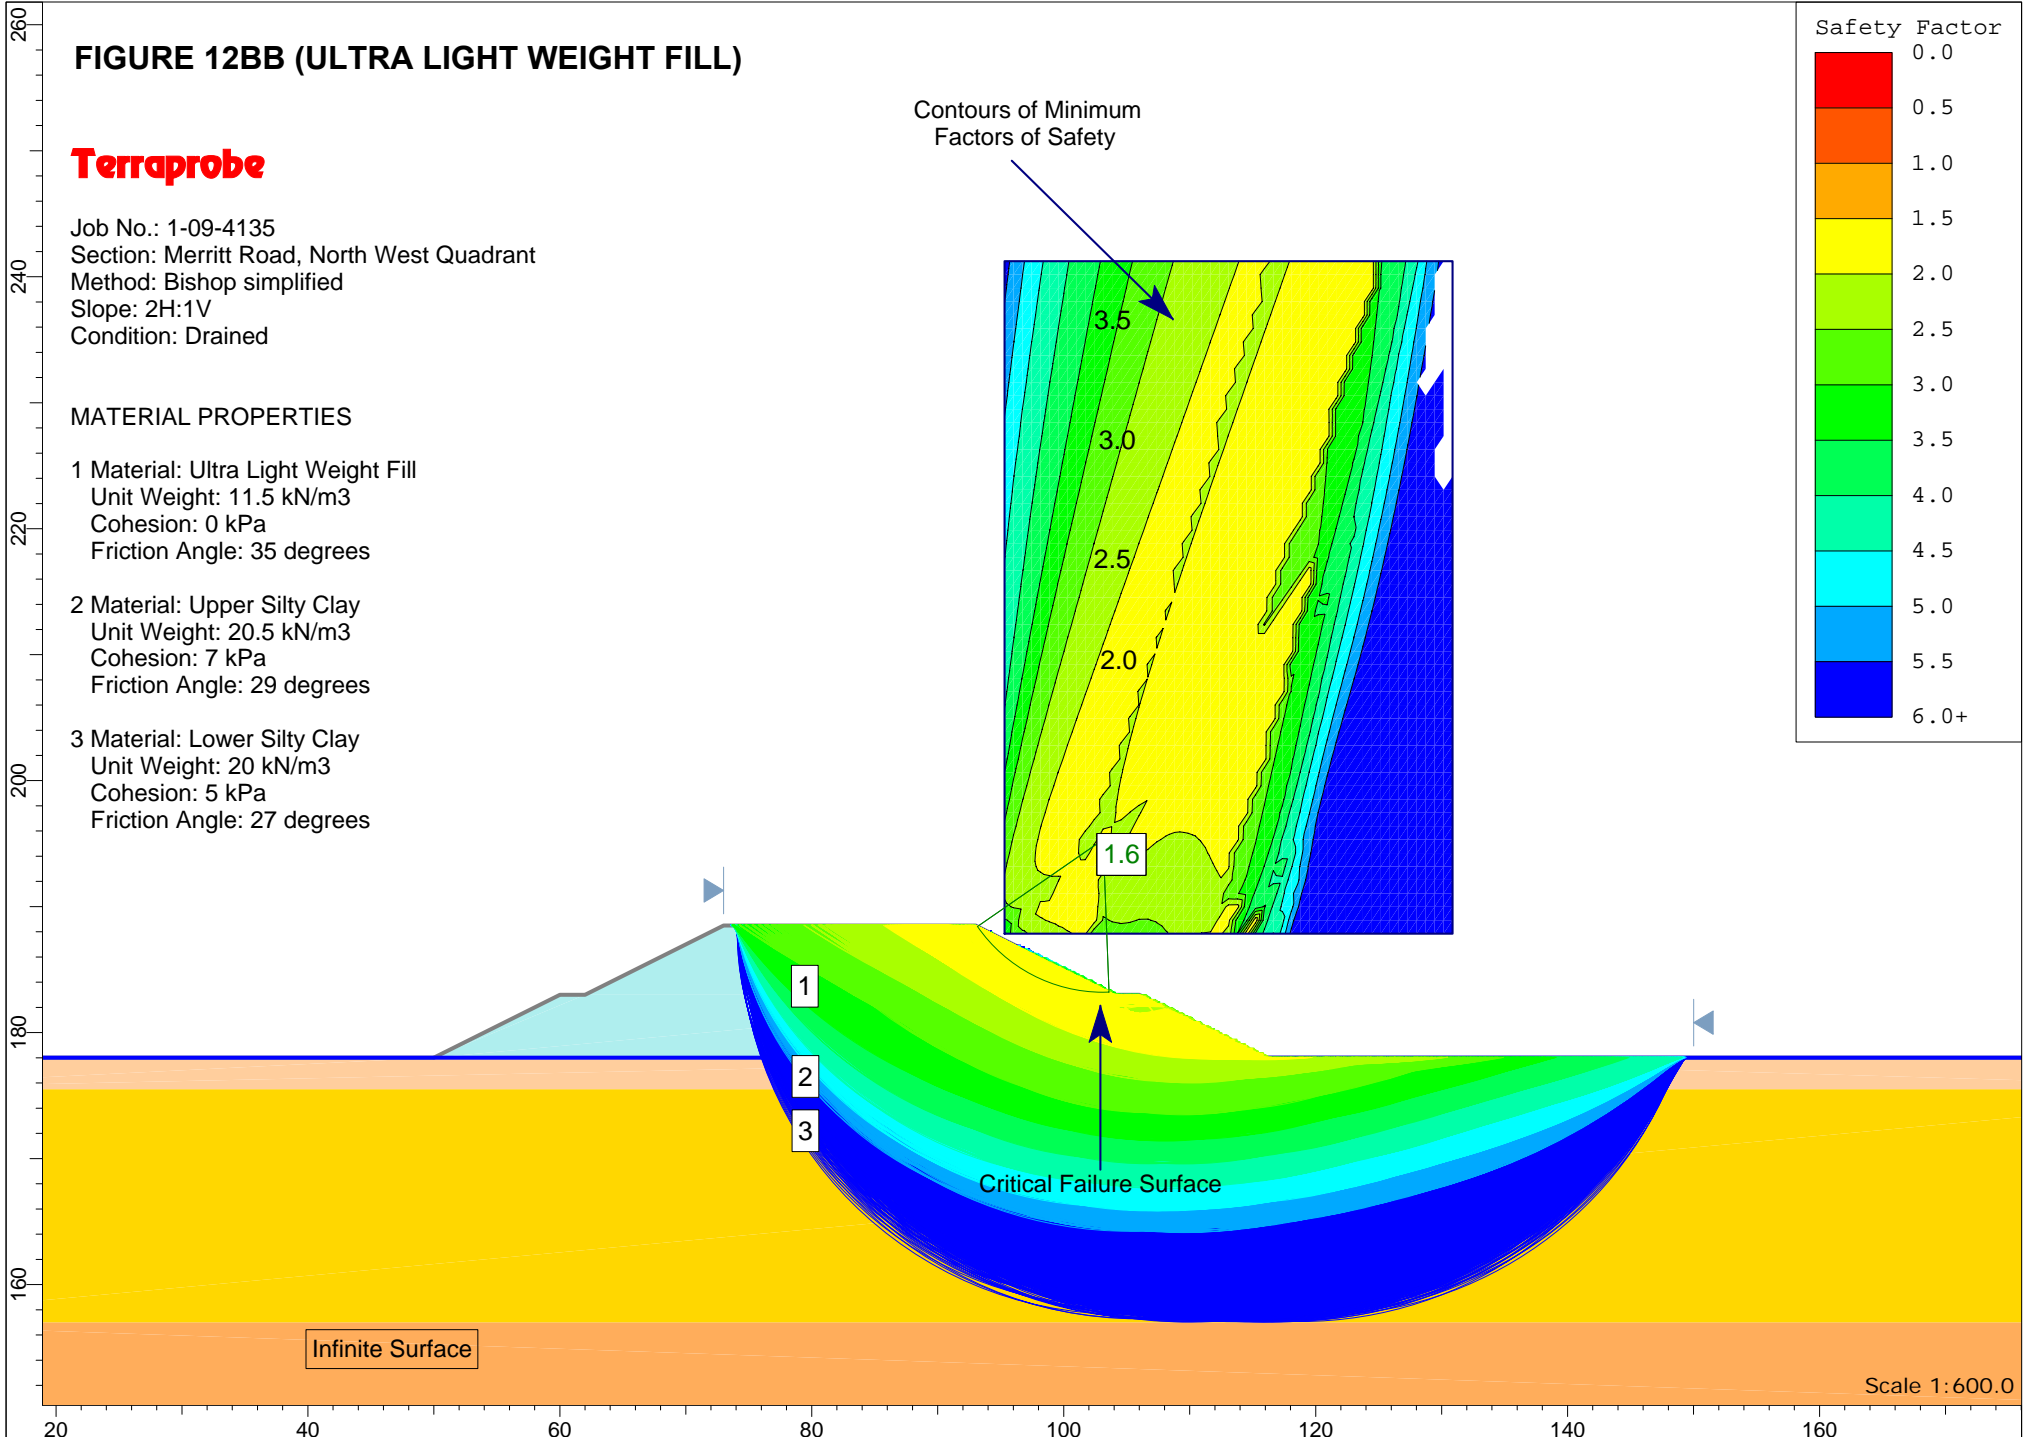 FIGURE 12BB (ULTRA LIGHT WEIGHT FILL)
Terraprobe
Job No.: 1-09-4135
Section: Merritt Road, North West Quadrant
Method: Bishop simplified
Slope: 2H:1V
Condition: Drained
MATERIAL PROPERTIES
1 Material: Ultra Light Weight Fill
Unit Weight: 11.5 kN/m3
Cohesion: 0 kPa
Friction Angle: 35 degrees
2 Material: Upper Silty Clay
Unit Weight: 20.5 kN/m3
Cohesion: 7 kPa
Friction Angle: 29 degrees
3 Material: Lower Silty Clay
Unit Weight: 20 kN/m3
Cohesion: 5 kPa
Friction Angle: 27 degrees
Contours of Minimum
Factors of Safety
3.5
3.0
2.5
2.0
1.6
Safety Factor
0.0
0.5
1.0
1.5
2.0
2.5
3.0
3.5
4.0
4.5
5.0
5.5
6.0+
1
2
3
Critical Failure Surface
Infinite Surface
Scale 1:600.0
260
240
220
200
180
160
20
40
60
80
100
120
140
160